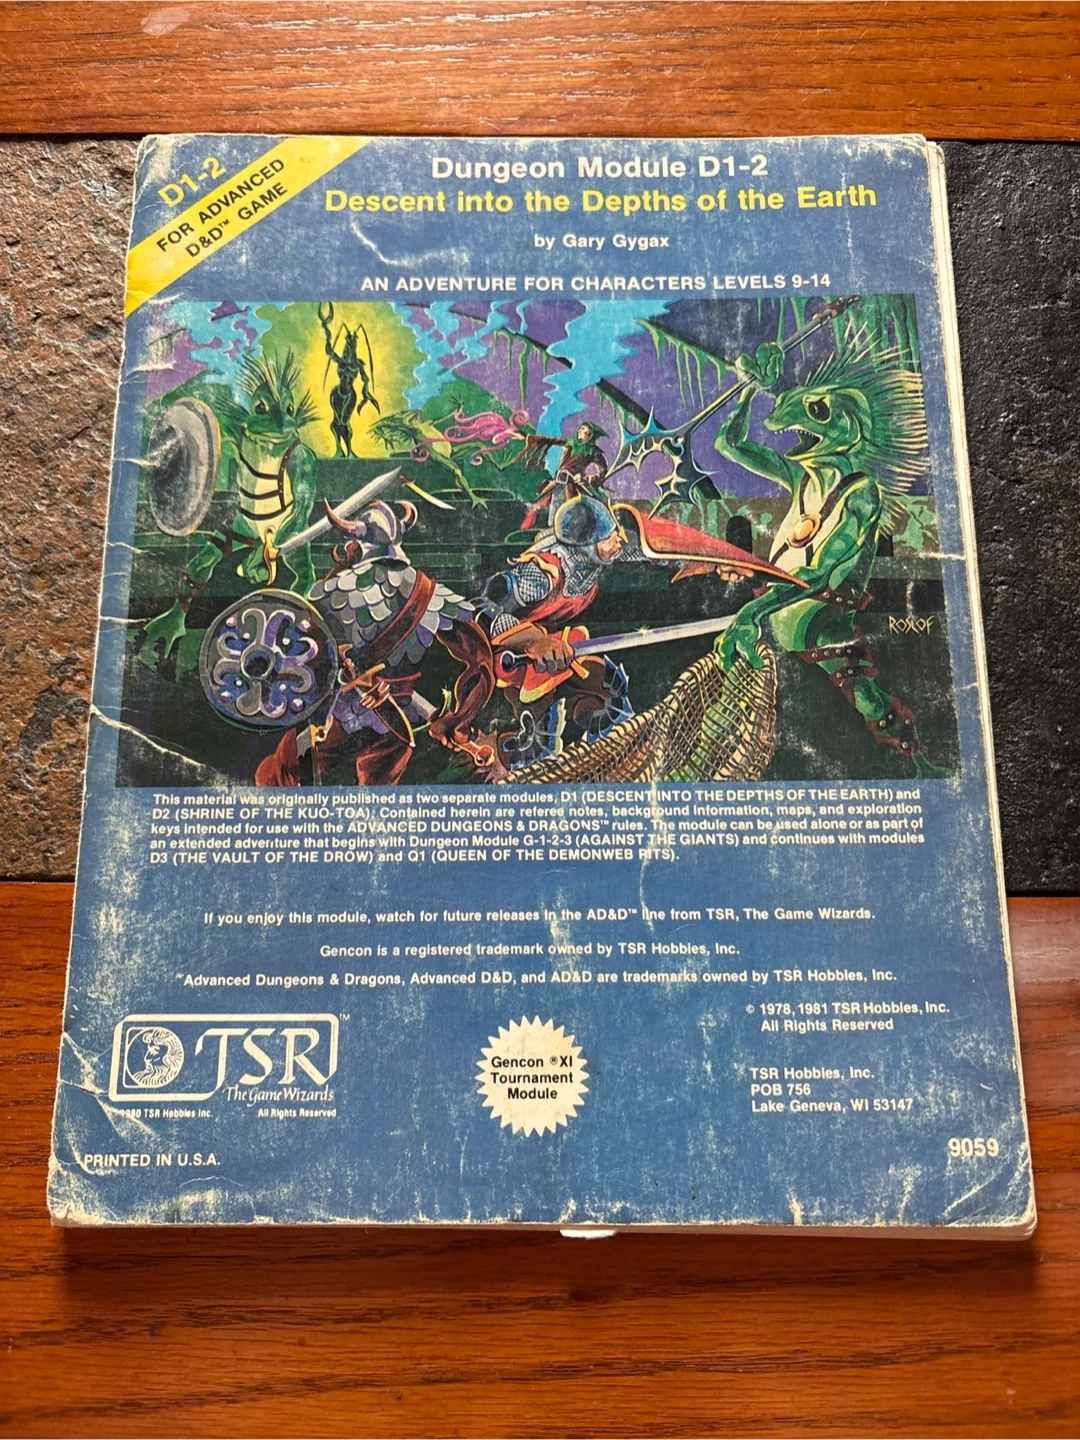 D1-2
FOR ADVANCED
D&D™ GAME
Dungeon Module D1-2
Descent into the Depths of the Earth
by Gary Gygax
AN ADVENTURE FOR CHARACTERS LEVELS 9-14
ROSLOF
This material was originally published as two separate modules, D1 (DESCENT INTO THE DEPTHS OF THE EARTH) and
D2 (SHRINE OF THE KUO-TOA). Contained herein are referee notes, background information, maps, and exploration
keys intended for use with the ADVANCED DUNGEONS & DRAGONS™ rules. The module can be used alone or as part of
an extended adventure that begins with Dungeon Module G-1-2-3 (AGAINST THE GIANTS) and continues with modules
D3 (THE VAULT OF THE DROW) and Q1 (QUEEN OF THE DEMONWEB PITS).
If you enjoy this module, watch for future releases in the AD&D™ line from TSR, The Game Wizards.
Gencon is a registered trademark owned by TSR Hobbies, Inc.
Advanced Dungeons & Dragons, Advanced D&D, and AD&D are trademarks owned by TSR Hobbies, Inc.
© 1978, 1981 TSR Hobbies, Inc.
All Rights Reserved
TSR™
The Game Wizards
1980 TSR Hobbies Inc. All Rights Reserved
Gencon ® XI
Tournament
Module
TSR Hobbies, Inc.
POB 756
Lake Geneva, WI 53147
PRINTED IN U.S.A.
9059